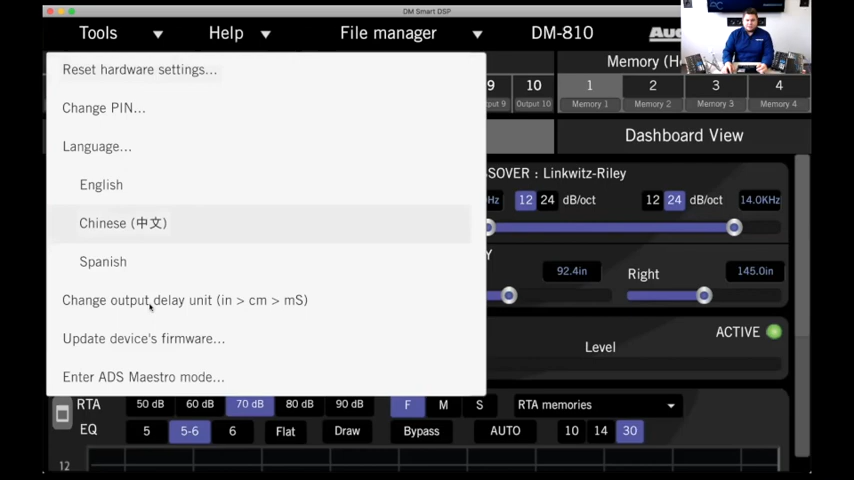 DM Smart DSP
Tools Help File manager DM-810
Reset hardware settings...
Change PIN...
Language...
English
Chinese (中文)
Spanish
Change output delay unit (in > cm > mS)
Update device's firmware...
Enter ADS Maestro mode...
9 10
Output 10
1 2 3 4
Memory 1 Memory 2 Memory 3 Memory 4
Dashboard View
: Linkwitz-Riley
12 24 dB/oct 12 24 dB/oct 14.0KHz
92.4in Right 145.0in
Level ACTIVE
RTA 50 dB 60 dB 70 dB 80 dB 90 dB F M S RTA memories
EQ 5 5-6 6 Flat Draw Bypass AUTO 10 14 30
12